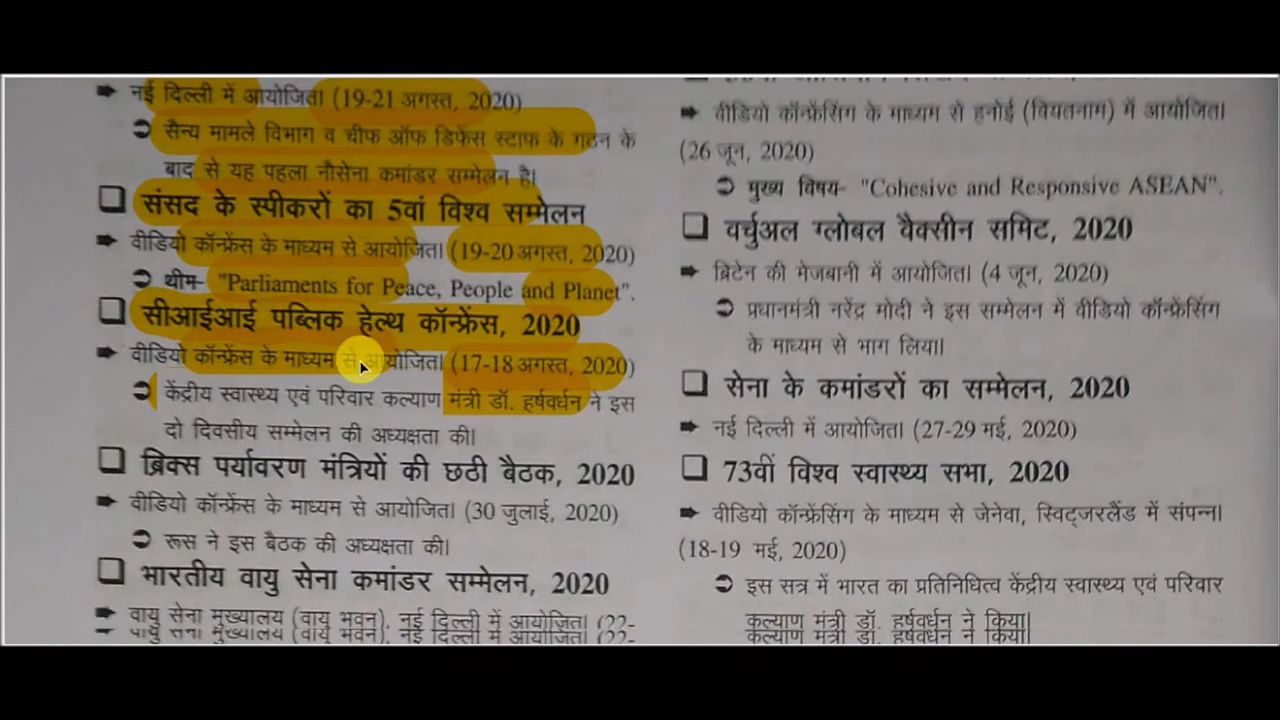 ➡ नई दिल्ली में आयोजित। (19-21 अगस्त, 2020)
➲ सैन्य मामले विभाग व चीफ ऑफ डिफेंस स्टाफ के गठन के
बाद से यह पहला नौसेना कमांडर सम्मेलन है।
❑ संसद के स्पीकरों का 5वां विश्व सम्मेलन
➡ वीडियो कॉन्फ्रेंस के माध्यम से आयोजित। (19-20 अगस्त, 2020)
➲ थीम- "Parliaments for Peace, People and Planet".
❑ सीआईआई पब्लिक हेल्थ कॉन्फ्रेंस, 2020
➡ वीडियो कॉन्फ्रेंस के माध्यम से आयोजित। (17-18 अगस्त, 2020)
➲ केंद्रीय स्वास्थ्य एवं परिवार कल्याण मंत्री डॉ. हर्षवर्धन ने इस
दो दिवसीय सम्मेलन की अध्यक्षता की।
❑ ब्रिक्स पर्यावरण मंत्रियों की छठी बैठक, 2020
➡ वीडियो कॉन्फ्रेंस के माध्यम से आयोजित। (30 जुलाई, 2020)
➲ रूस ने इस बैठक की अध्यक्षता की।
❑ भारतीय वायु सेना कमांडर सम्मेलन, 2020
➡ वायु सेना मुख्यालय (वायु भवन), नई दिल्ली में आयोजित। (22-
➡ वीडियो कॉन्फ्रेंसिंग के माध्यम से हनोई (वियतनाम) में आयोजित।
(26 जून, 2020)
➲ मुख्य विषय- "Cohesive and Responsive ASEAN".
❑ वर्चुअल ग्लोबल वैक्सीन समिट, 2020
➡ ब्रिटेन की मेजबानी में आयोजित। (4 जून, 2020)
➲ प्रधानमंत्री नरेंद्र मोदी ने इस सम्मेलन में वीडियो कॉन्फ्रेंसिंग
के माध्यम से भाग लिया।
❑ सेना के कमांडरों का सम्मेलन, 2020
➡ नई दिल्ली में आयोजित। (27-29 मई, 2020)
❑ 73वीं विश्व स्वास्थ्य सभा, 2020
➡ वीडियो कॉन्फ्रेंसिंग के माध्यम से जेनेवा, स्विट्जरलैंड में संपन्न।
(18-19 मई, 2020)
➲ इस सत्र में भारत का प्रतिनिधित्व केंद्रीय स्वास्थ्य एवं परिवार
कल्याण मंत्री डॉ. हर्षवर्धन ने किया।